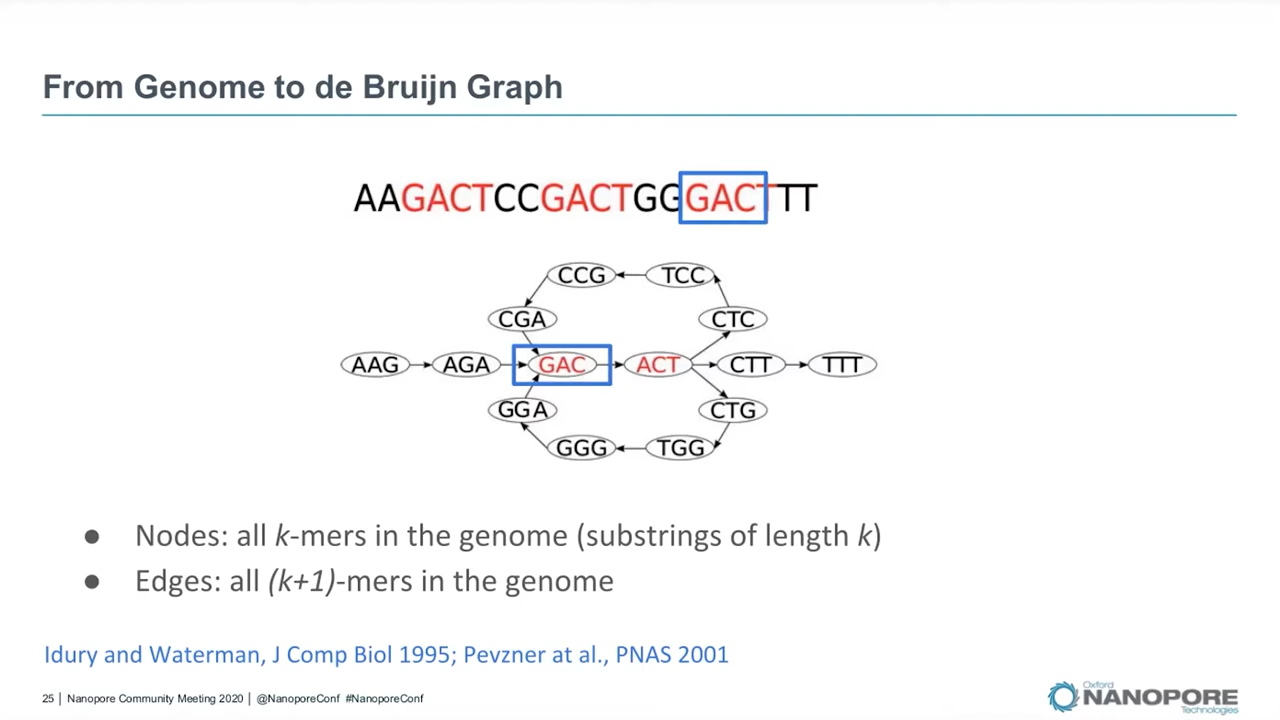 From Genome to de Bruijn Graph
AAGACTCCGACTGGGACTTT
CCG TCC
CGA CTC
AAG AGA GAC ACT CTT TTT
GGA CTG
GGG TGG
● Nodes: all k-mers in the genome (substrings of length k)
● Edges: all (k+1)-mers in the genome
Idury and Waterman, J Comp Biol 1995; Pevzner at al., PNAS 2001
25 | Nanopore Community Meeting 2020 | @NanoporeConf #NanoporeConf
Oxford
NANOPORE
Technologies